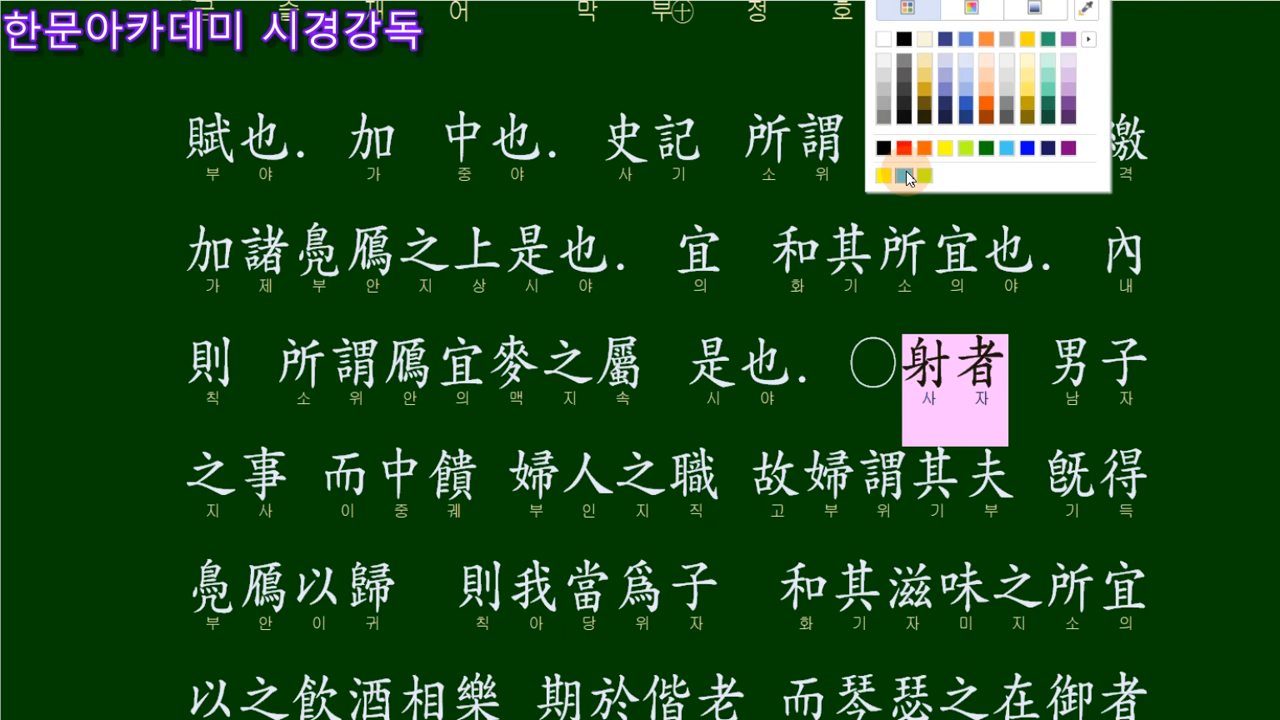 한문아카데미 시경강독
어 막 부 정 호
賦也. 加 中也. 史記 所謂 繳
부 야 가 중 야 사 기 소 위 격
加諸鳧鴈之上是也. 宜 和其所宜也. 內
가 제 부 안 지 상 시 야 의 화 기 소 의 야 내
則 所謂鴈宜麥之屬 是也. ○射者 男子
칙 소 위 안 의 맥 지 속 시 야 사 자 남 자
之事 而中饋 婦人之職 故婦謂其夫 旣得
지 사 이 중 궤 부 인 지 직 고 부 위 기 부 기 득
鳧鴈以歸 則我當爲子 和其滋味之所宜
부 안 이 귀 칙 아 당 위 자 화 기 자 미 지 소 의
以之飮酒相樂 期於偕老 而琴瑟之在御者